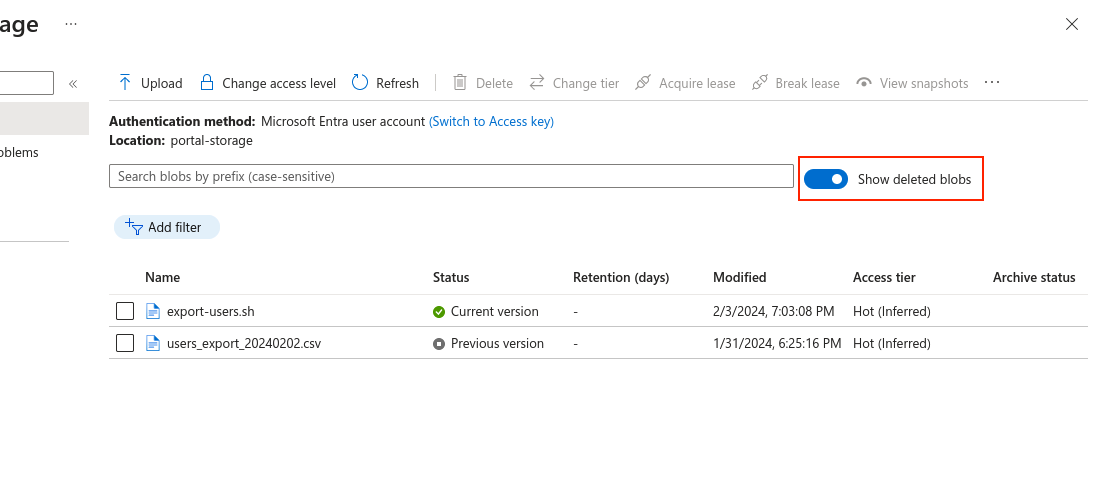 age ...
«
Upload Change access level Refresh Delete Change tier Acquire lease Break lease View snapshots ...
Authentication method: Microsoft Entra user account (Switch to Access key)
Location: portal-storage
oblems
Search blobs by prefix (case-sensitive) Show deleted blobs
Add filter
Name Status Retention (days) Modified Access tier Archive status
export-users.sh Current version - 2/3/2024, 7:03:08 PM Hot (Inferred)
users_export_20240202.csv Previous version - 1/31/2024, 6:25:16 PM Hot (Inferred)